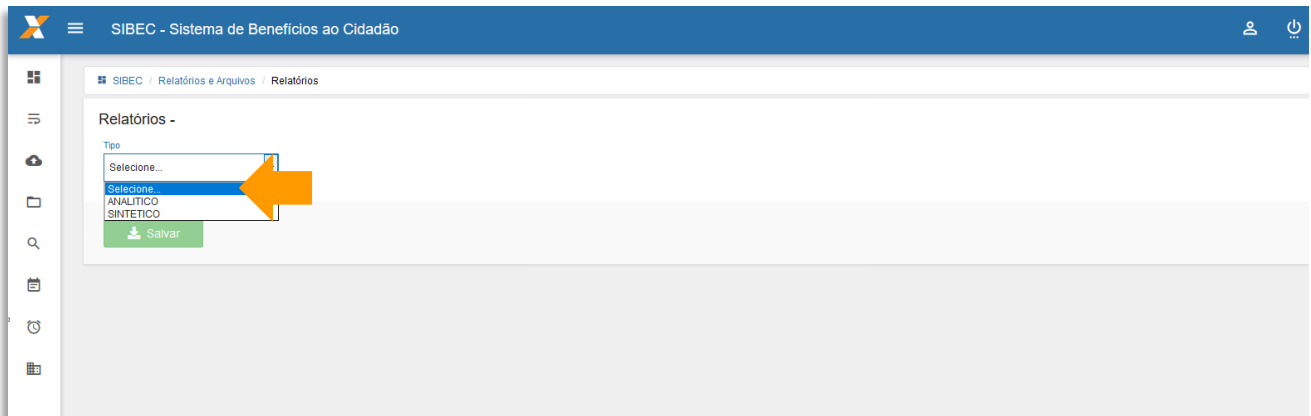 SIBEC - Sistema de Benefícios ao Cidadão
SIBEC / Relatórios e Arquivos / Relatórios
Relatórios -
Tipo
Selecione...
Selecione...
ANALITICO
SINTETICO
Salvar